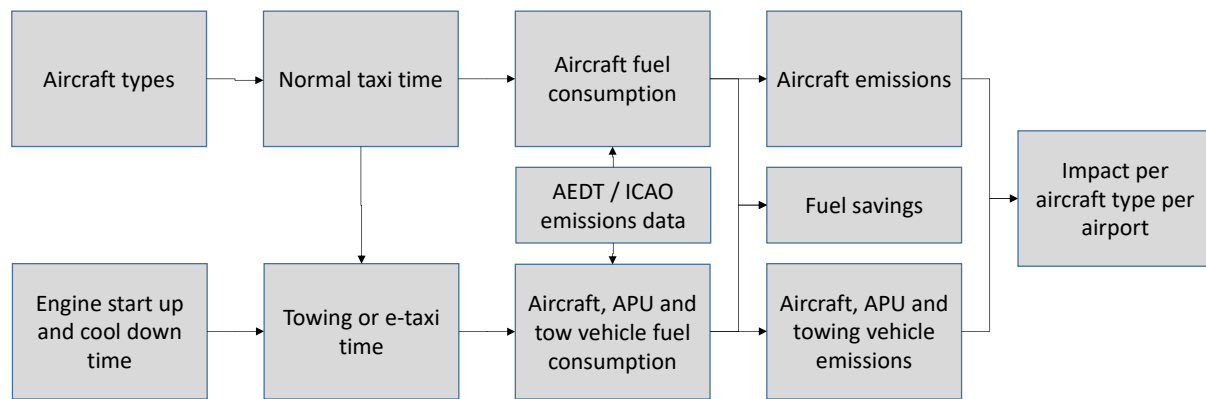 Aircraft types
Normal taxi time
Aircraft fuel
consumption
Aircraft emissions
AEDT / ICAO
emissions data
Fuel savings
Impact per
aircraft type per
airport
Engine start up
and cool down
time
Towing or e-taxi
time
Aircraft, APU and
tow vehicle fuel
consumption
Aircraft, APU and
towing vehicle
emissions